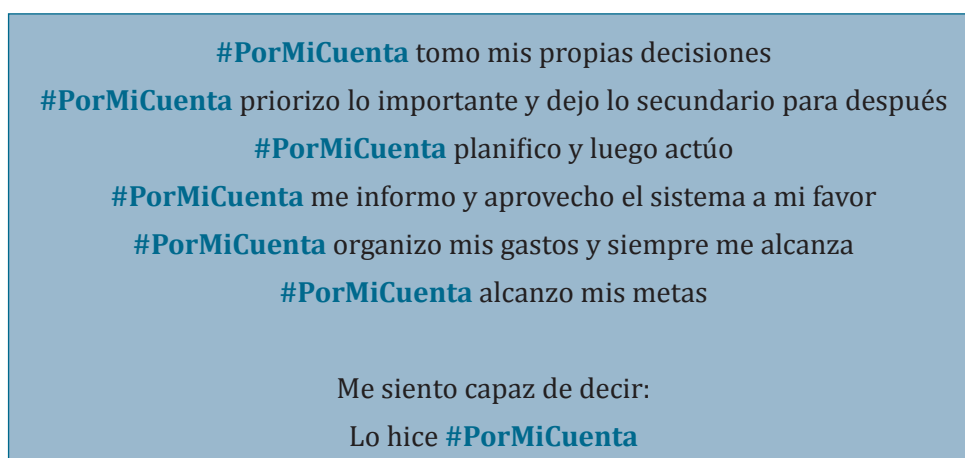 #PorMiCuenta tomo mis propias decisiones
#PorMiCuenta priorizo lo importante y dejo lo secundario para después
#PorMiCuenta planifico y luego actúo
#PorMiCuenta me informo y aprovecho el sistema a mi favor
#PorMiCuenta organizo mis gastos y siempre me alcanza
#PorMiCuenta alcanzo mis metas
Me siento capaz de decir:
Lo hice #PorMiCuenta